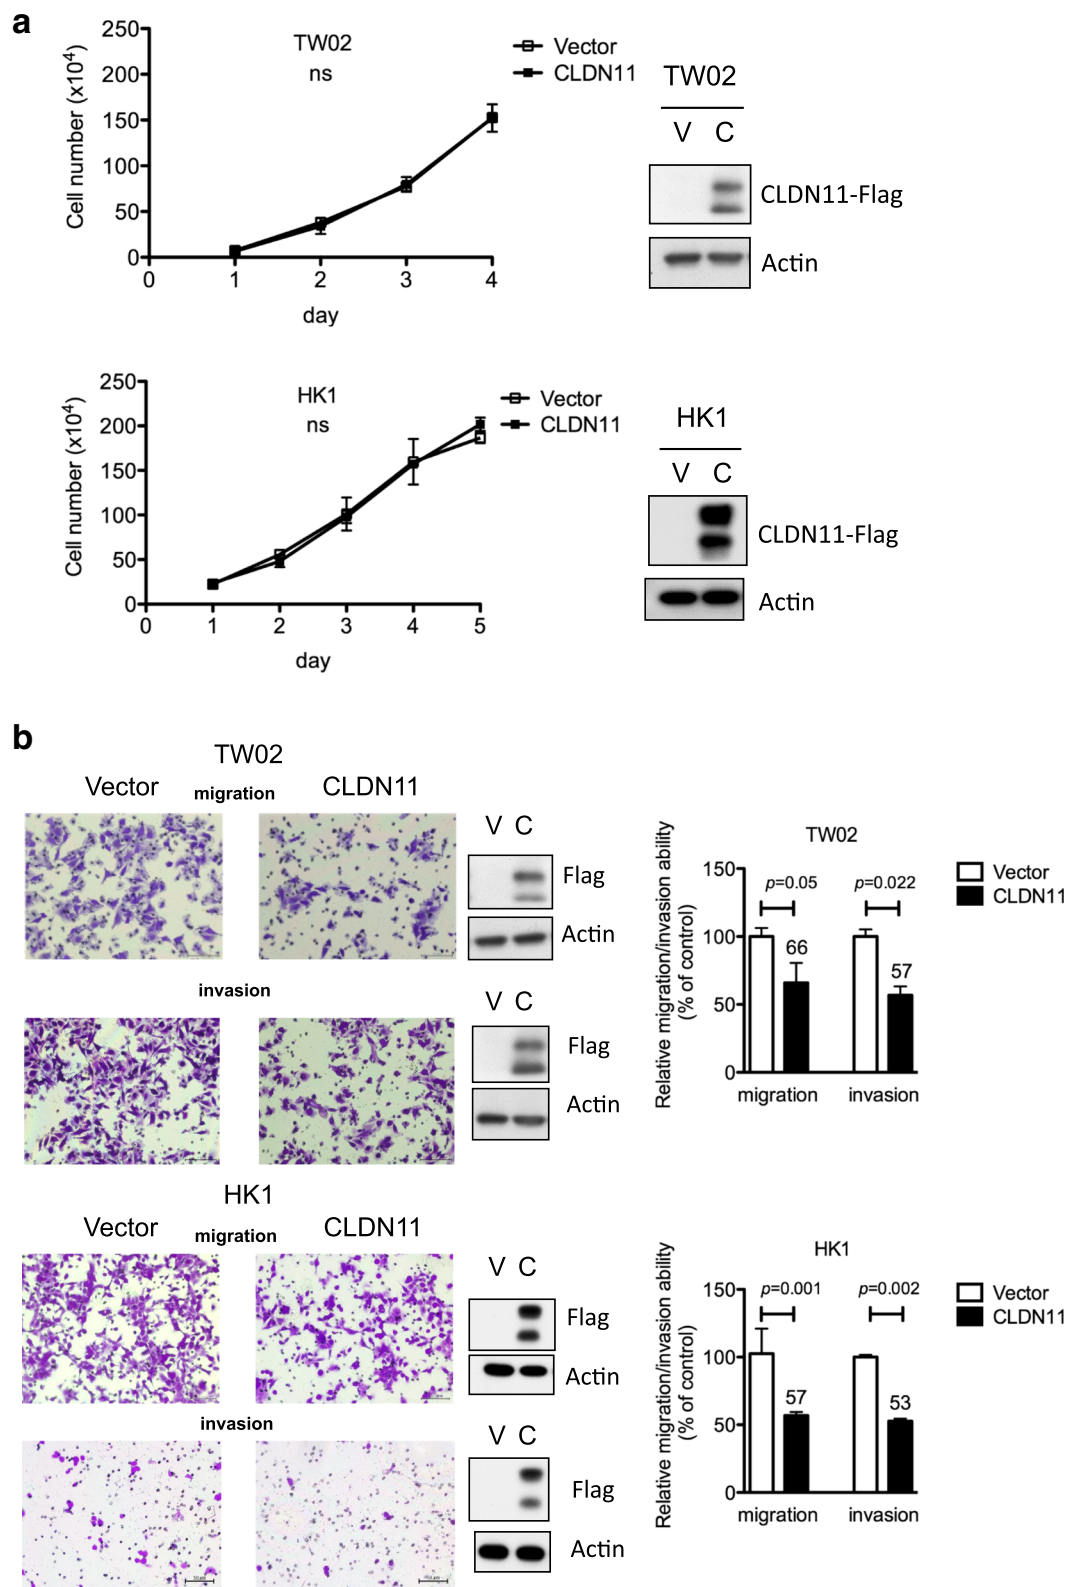 a
250
200
150
100
50
0
Cell number (x10⁴)
TW02
ns
Vector
CLDN11
0 1 2 3 4
day
TW02
V C
CLDN11-Flag
Actin
250
200
150
100
50
0
Cell number (x10⁴)
HK1
ns
Vector
CLDN11
0 1 2 3 4 5
day
HK1
V C
CLDN11-Flag
Actin
b
TW02
Vector migration CLDN11
V C
Flag
Actin
invasion
V C
Flag
Actin
TW02
Relative migration/invasion ability
(% of control)
150
100
50
0
p=0.05 p=0.022
66
57
migration invasion
Vector
CLDN11
HK1
Vector migration CLDN11
V C
Flag
Actin
invasion
V C
Flag
Actin
HK1
Relative migration/invasion ability
(% of control)
150
100
50
0
p=0.001 p=0.002
57 53
migration invasion
Vector
CLDN11